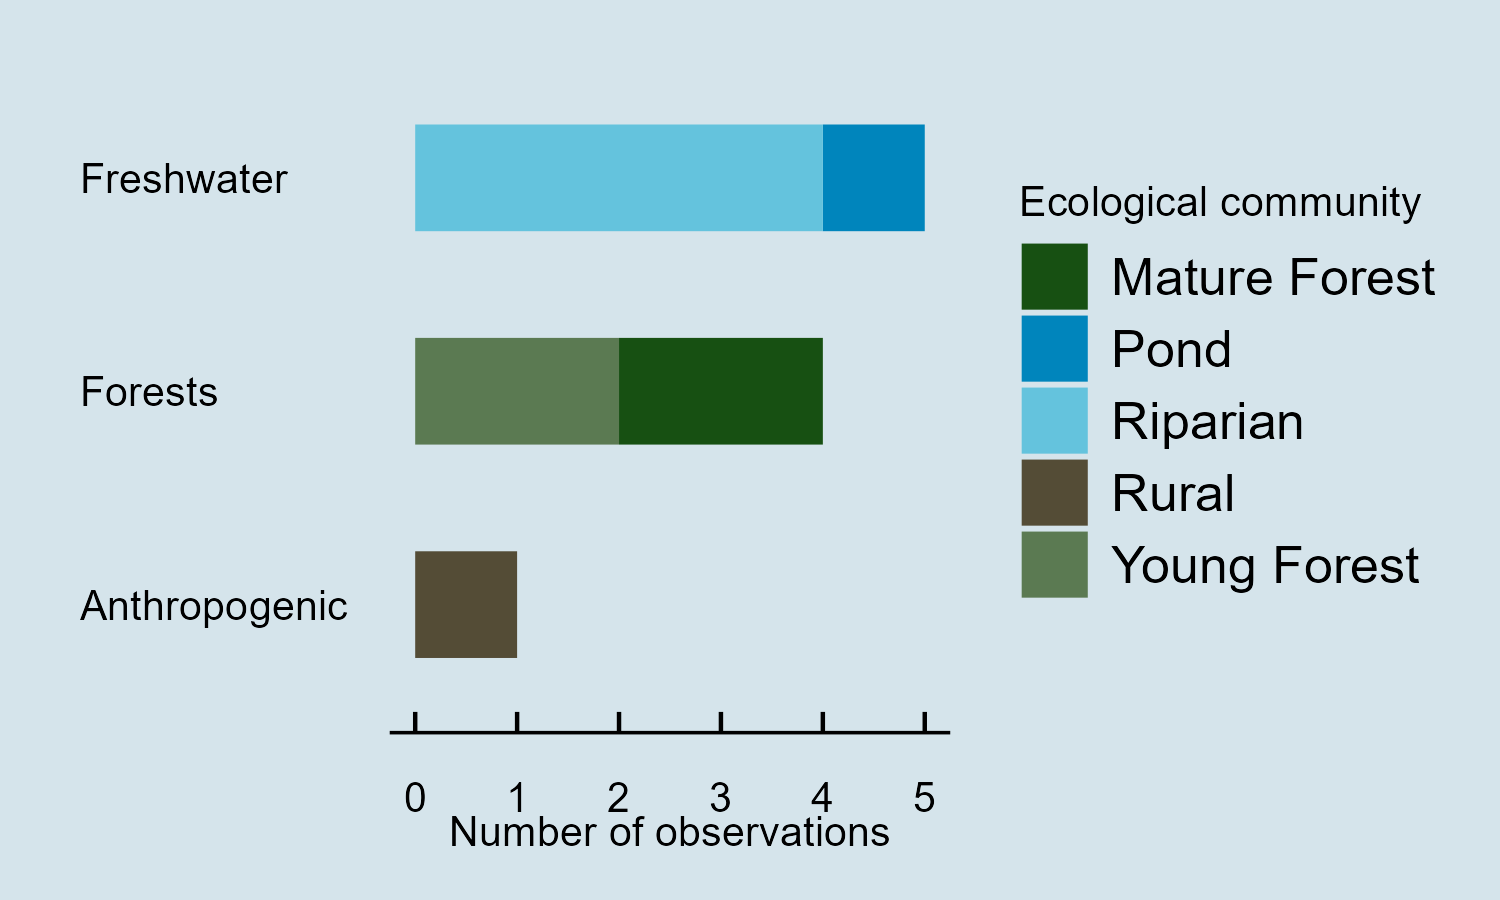 Freshwater
Forests
Anthropogenic
0 1 2 3 4 5
Number of observations
Ecological community
Mature Forest
Pond
Riparian
Rural
Young Forest